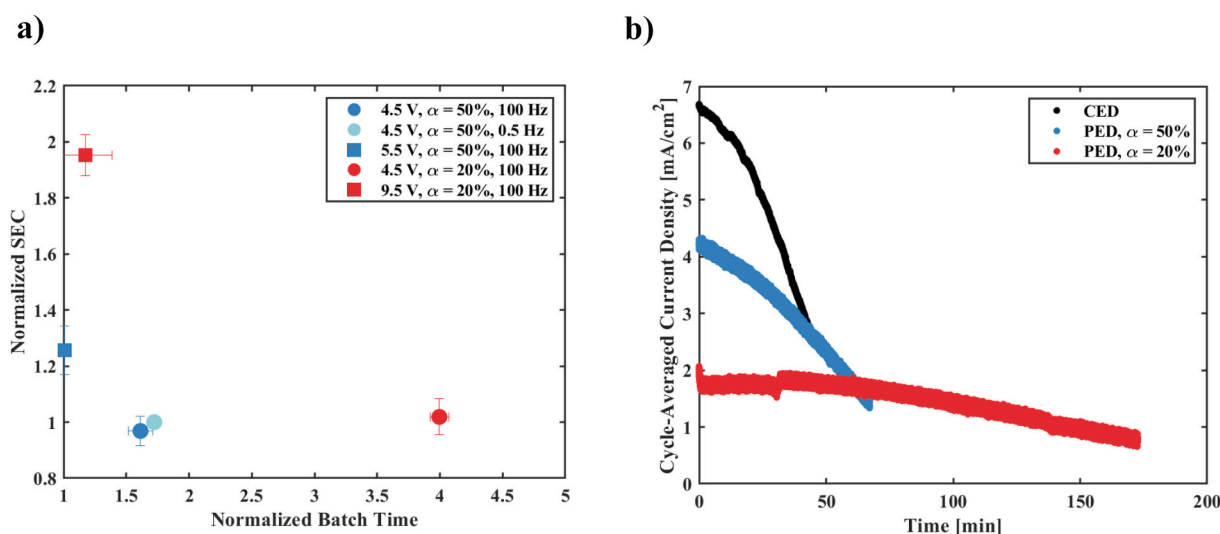 a)
Normalized SEC
2.2
2
1.8
1.6
1.4
1.2
1
0.8
4.5 V, α = 50%, 100 Hz
4.5 V, α = 50%, 0.5 Hz
5.5 V, α = 50%, 100 Hz
4.5 V, α = 20%, 100 Hz
9.5 V, α = 20%, 100 Hz
1 1.5 2 2.5 3 3.5 4 4.5 5
Normalized Batch Time
b)
Cycle-Averaged Current Density [mA/cm²]
7
6
5
4
3
2
1
0
CED
PED, α = 50%
PED, α = 20%
0 50 100 150 200
Time [min]